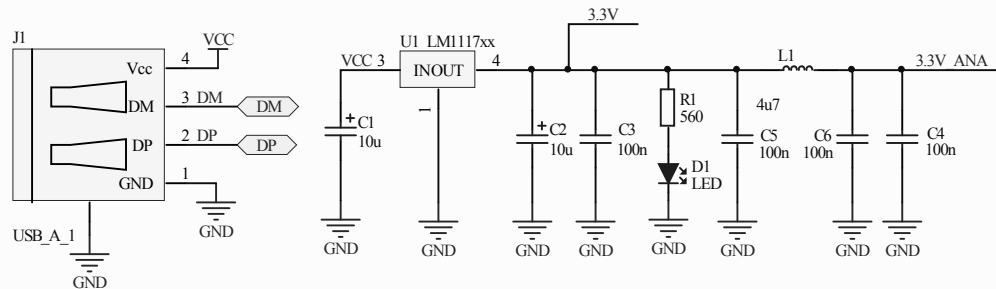 J1
VCC
4
Vcc
3 DM
DM
DM
2 DP
DP
DP
1
GND
GND
USB_A_1
GND
U1 LM1117xx
VCC 3
INOUT
4
1
GND
C1
10u
GND
3.3V
C2
10u
GND
C3
100n
GND
R1
560
D1
LED
GND
4u7
C5
100n
GND
L1
3.3V_ANA
C6
100n
GND
C4
100n
GND